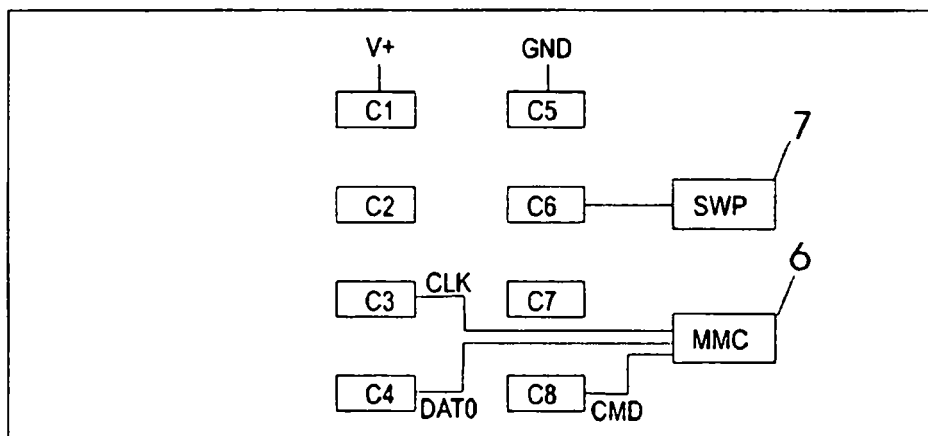 V+ GND
C1 C5
7
C2 C6 SWP
6
C3 CLK C7
MMC
C4 DAT0 C8 CMD